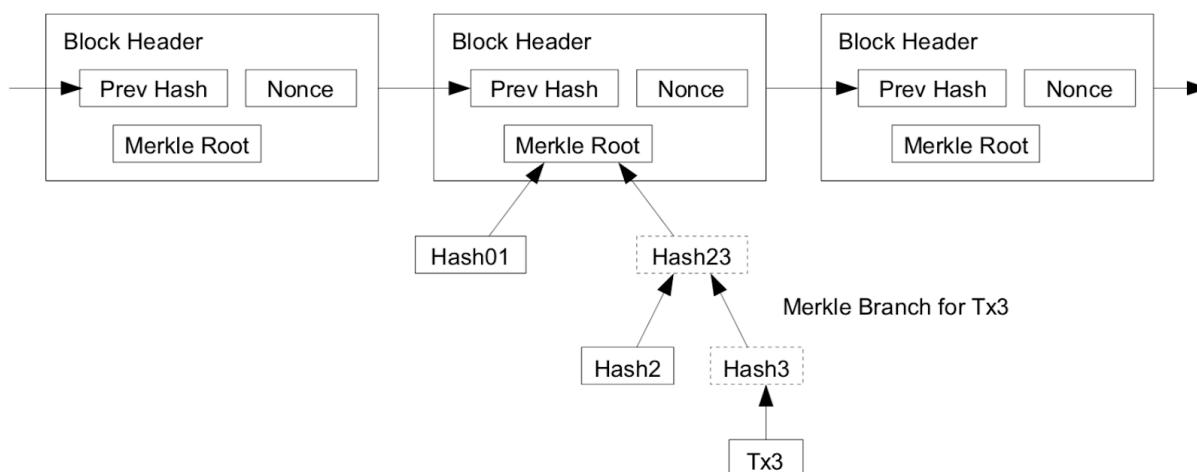 Block Header
Block Header
Block Header
Prev Hash
Nonce
Prev Hash
Nonce
Prev Hash
Nonce
Merkle Root
Merkle Root
Merkle Root
Hash01
Hash23
Merkle Branch for Tx3
Hash2
Hash3
Tx3